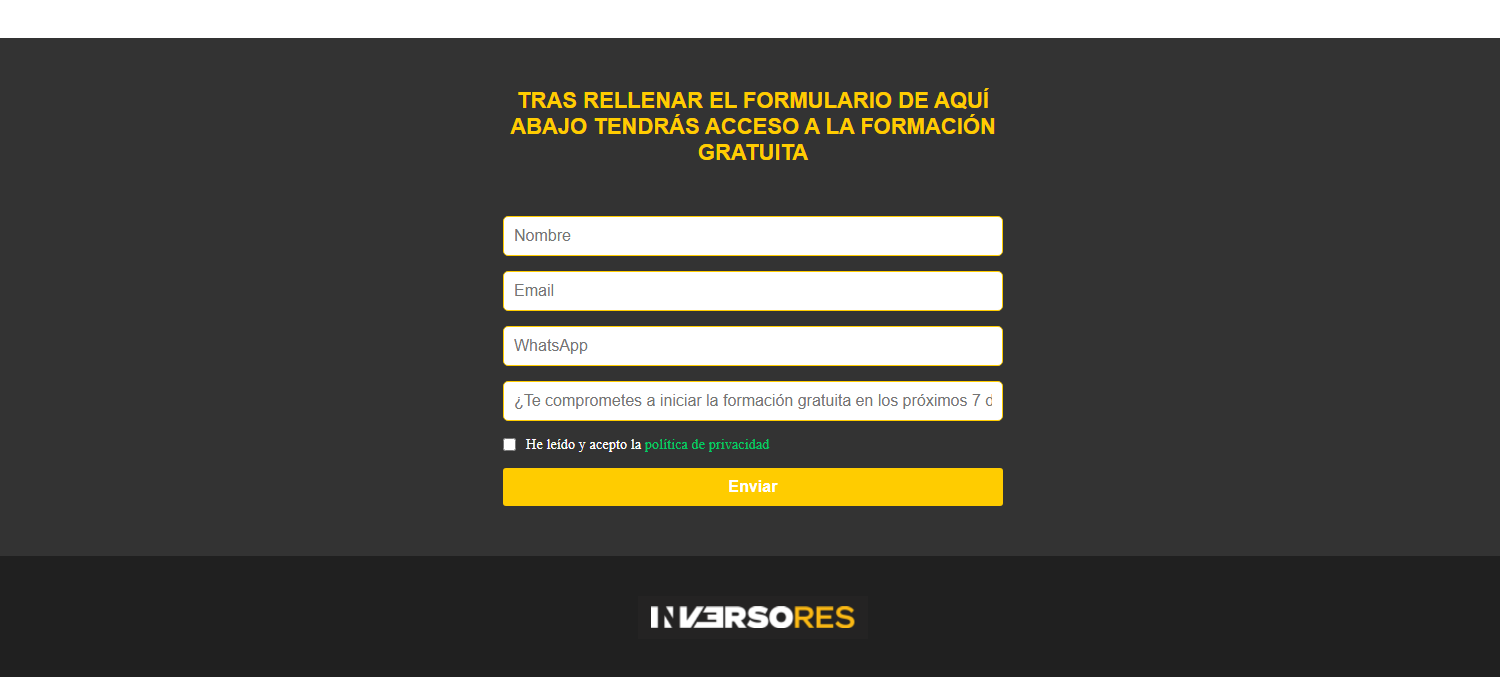 TRAS RELLENAR EL FORMULARIO DE AQUÍ
ABAJO TENDRÁS ACCESO A LA FORMACIÓN
GRATUITA
Nombre
Email
WhatsApp
¿Te comprometes a iniciar la formación gratuita en los próximos 7 d
He leído y acepto la política de privacidad
Enviar
INVERSORES